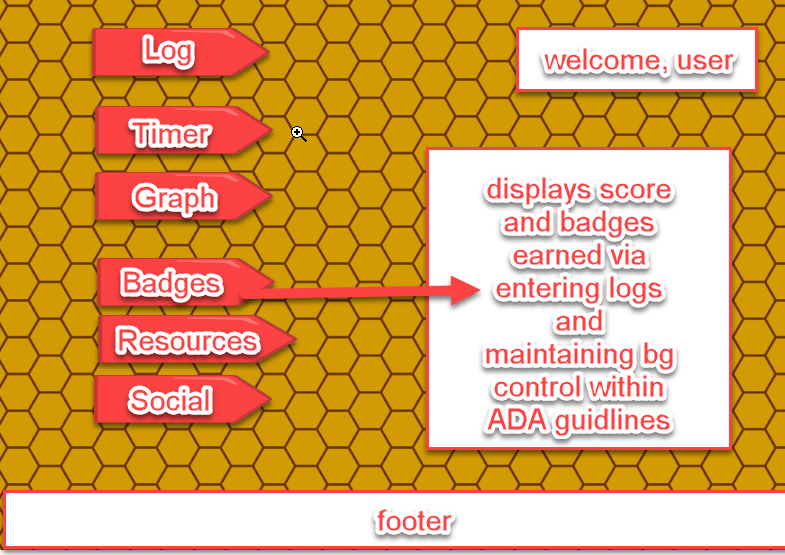 Log
welcome, user
Timer
Graph
Badges
Resources
Social
displays score
and badges
earned via
entering logs
and
maintaining bg
control within
ADA guidlines
footer